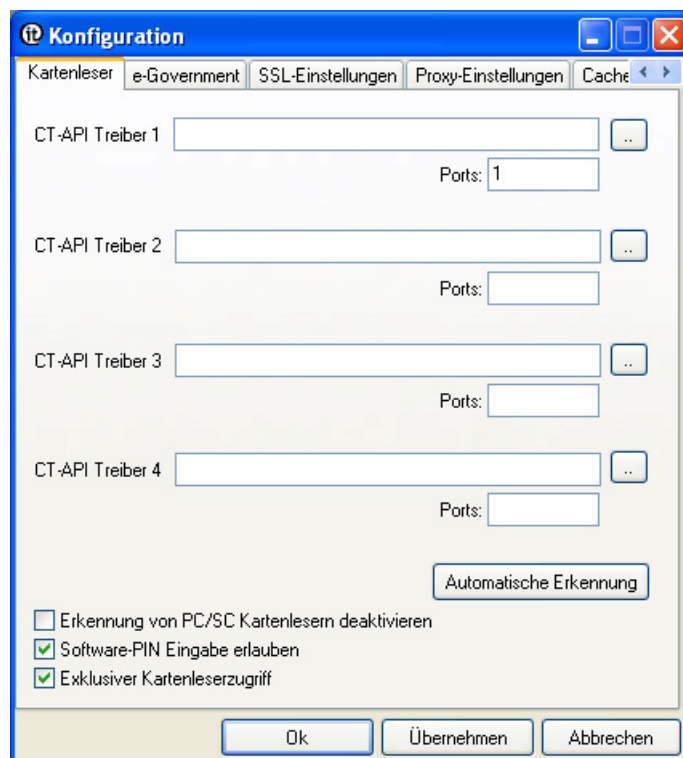 Konfiguration
Kartenleser e-Government SSL-Einstellungen Proxy-Einstellungen Cache
CT-API Treiber 1 ..
Ports: 1
CT-API Treiber 2 ..
Ports:
CT-API Treiber 3 ..
Ports:
CT-API Treiber 4 ..
Ports:
Automatische Erkennung
Erkennung von PC/SC Kartenlesern deaktivieren
Software-PIN Eingabe erlauben
Exklusiver Kartenleserzugriff
Ok Übernehmen Abbrechen